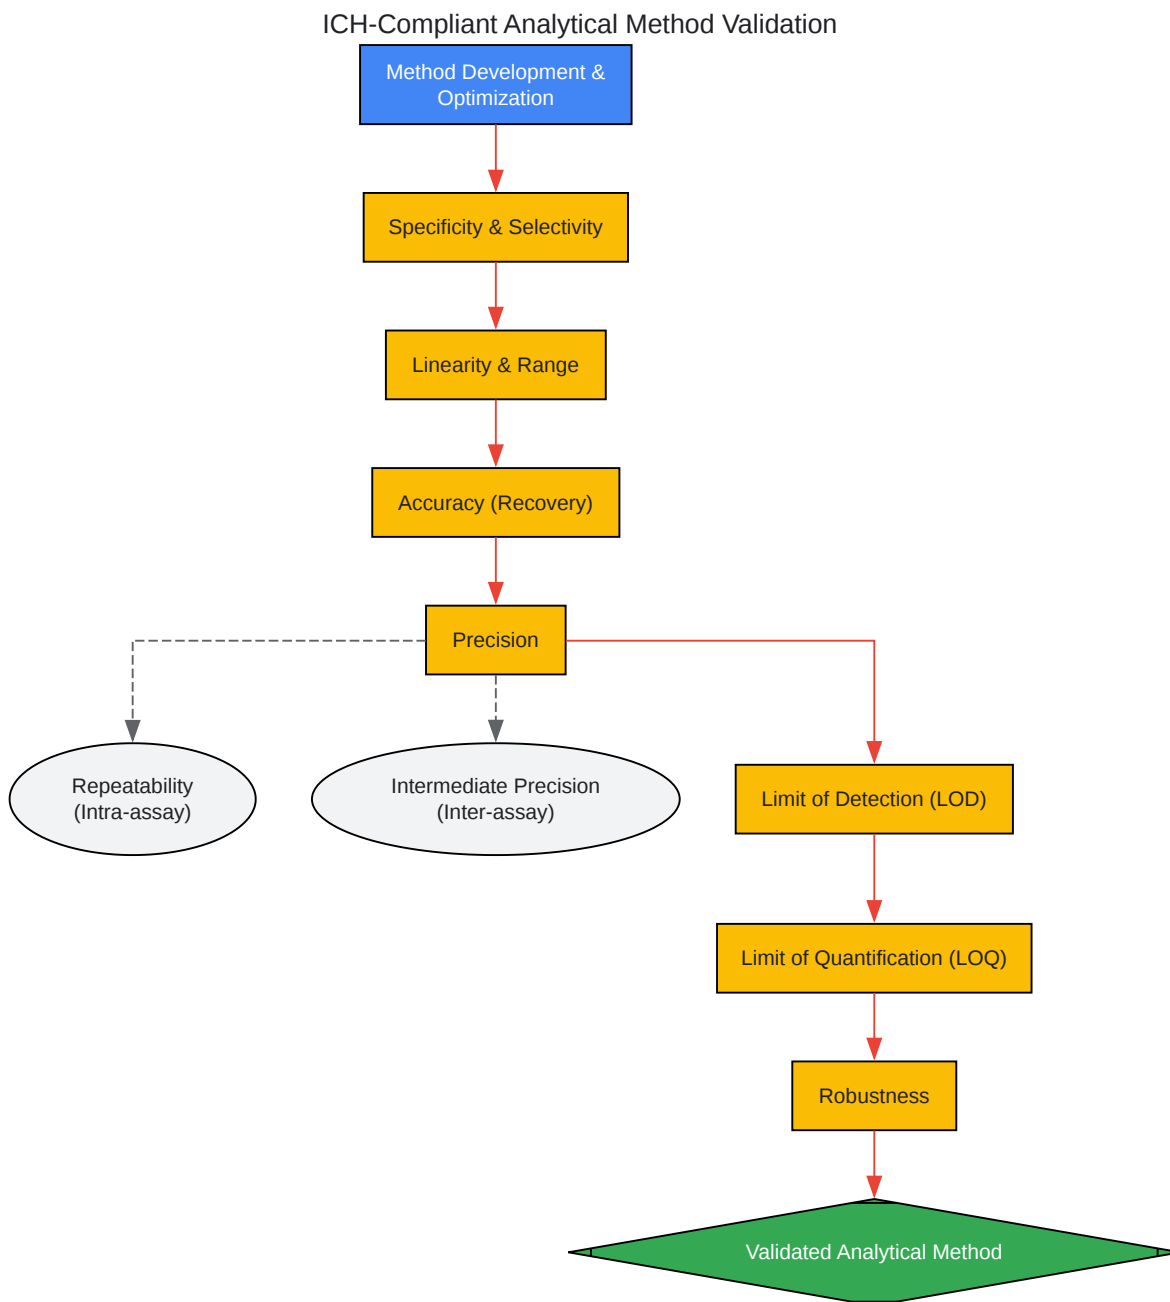 ICH-Compliant Analytical Method Validation
Method Development &
Optimization
Specificity & Selectivity
Linearity & Range
Accuracy (Recovery)
Precision
Repeatability
(Intra-assay)
Intermediate Precision
(Inter-assay)
Limit of Detection (LOD)
Limit of Quantification (LOQ)
Robustness
Validated Analytical Method